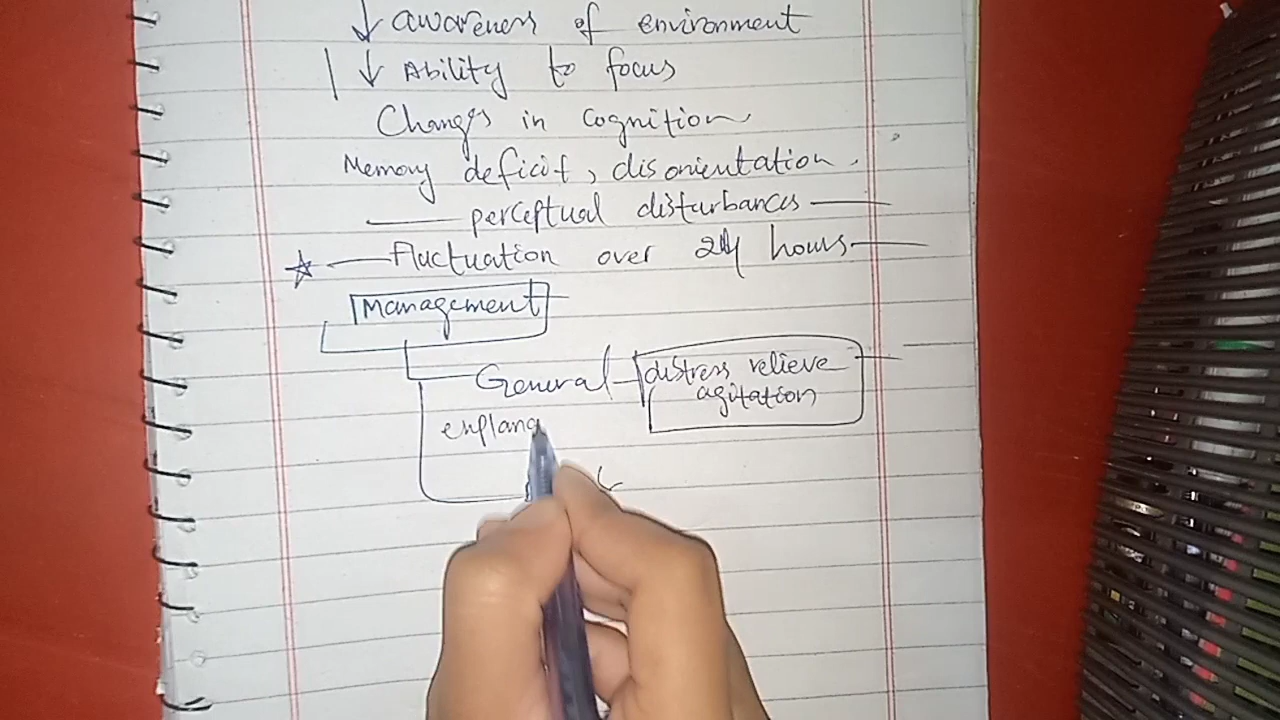 ↓ awareness of environment
↓ Ability to focus
Changes in cognition,
Memory deficit, disorientation,
perceptual disturbances
☆ Fluctuation over 24 hours
Management
General distress relieve
agitation
explana